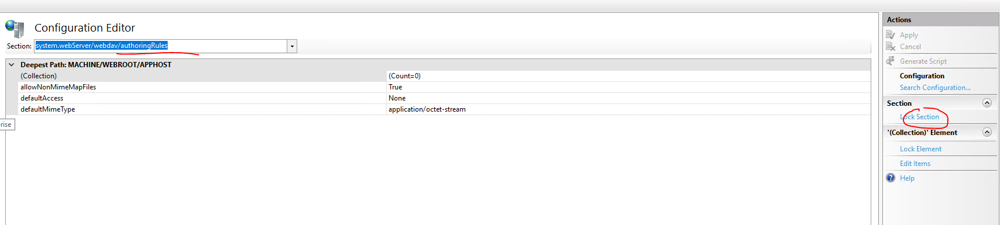 Configuration Editor
Section: system.webServer/webdav/authoringRules
Deepest Path: MACHINE/WEBROOT/APPHOST
(Collection) (Count=0)
allowNonMimeMapFiles True
defaultAccess None
defaultMimeType application/octet-stream
rise
Actions
Apply
Cancel
Generate Script
Configuration
Search Configuration...
Section
Lock Section
'(Collection)' Element
Lock Element
Edit Items
Help